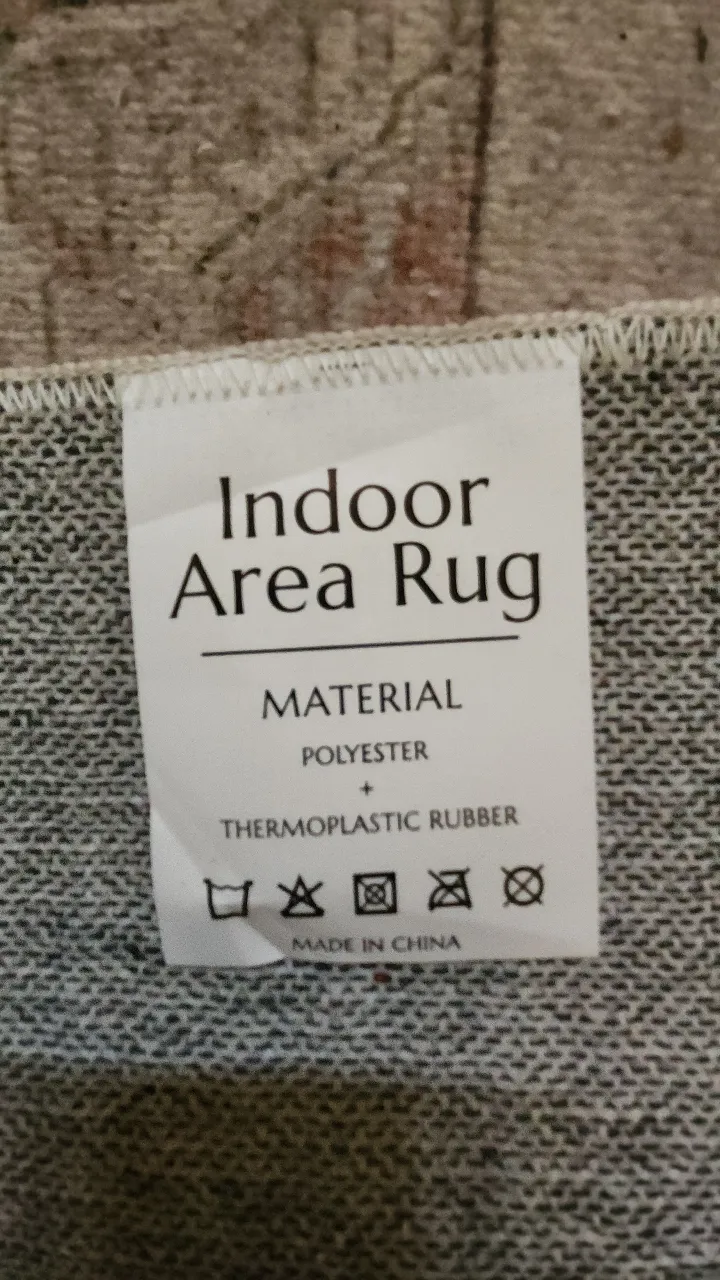 Indoor
Area Rug
MATERIAL
POLYESTER
+
THERMOPLASTIC RUBBER
MADE IN CHINA